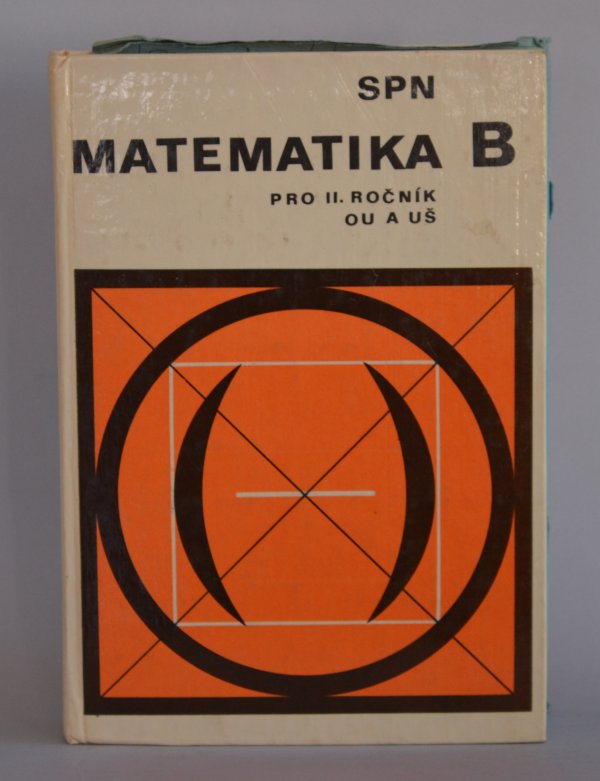 SPN
MATEMATIKA B
PRO II. ROČNÍK
OU A UŠ